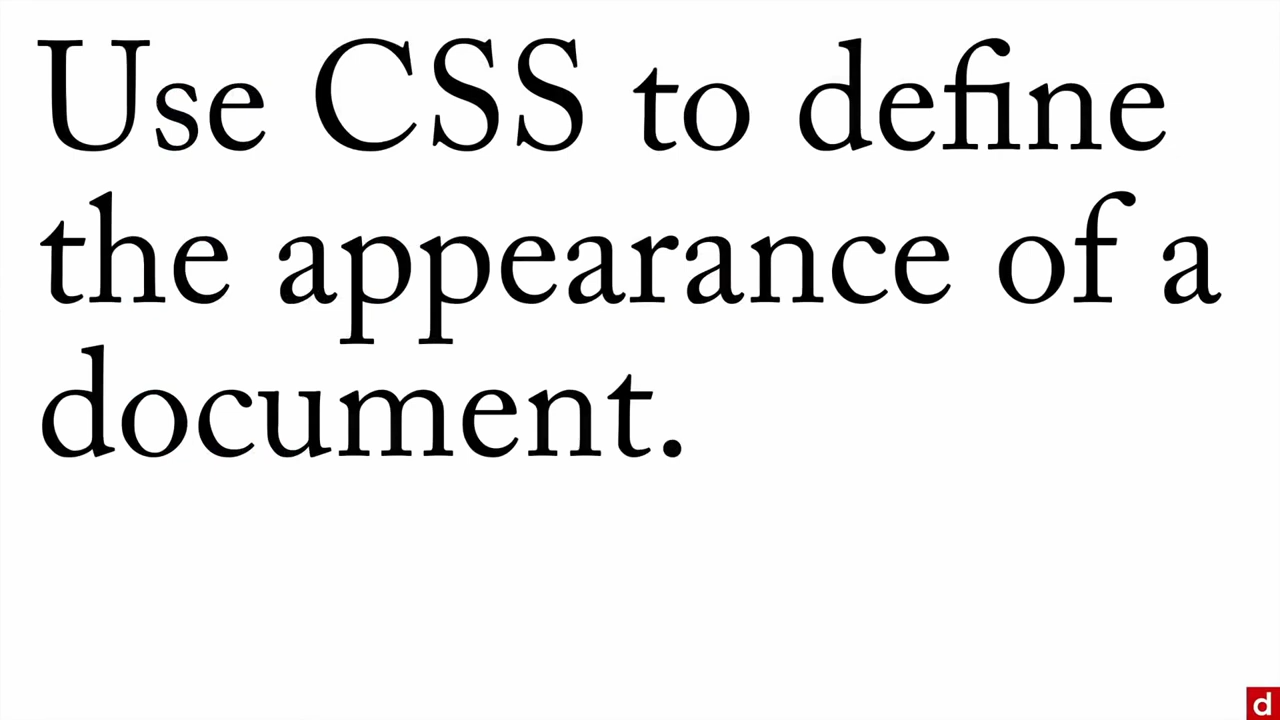 Use CSS to define
the appearance of a
document.
d